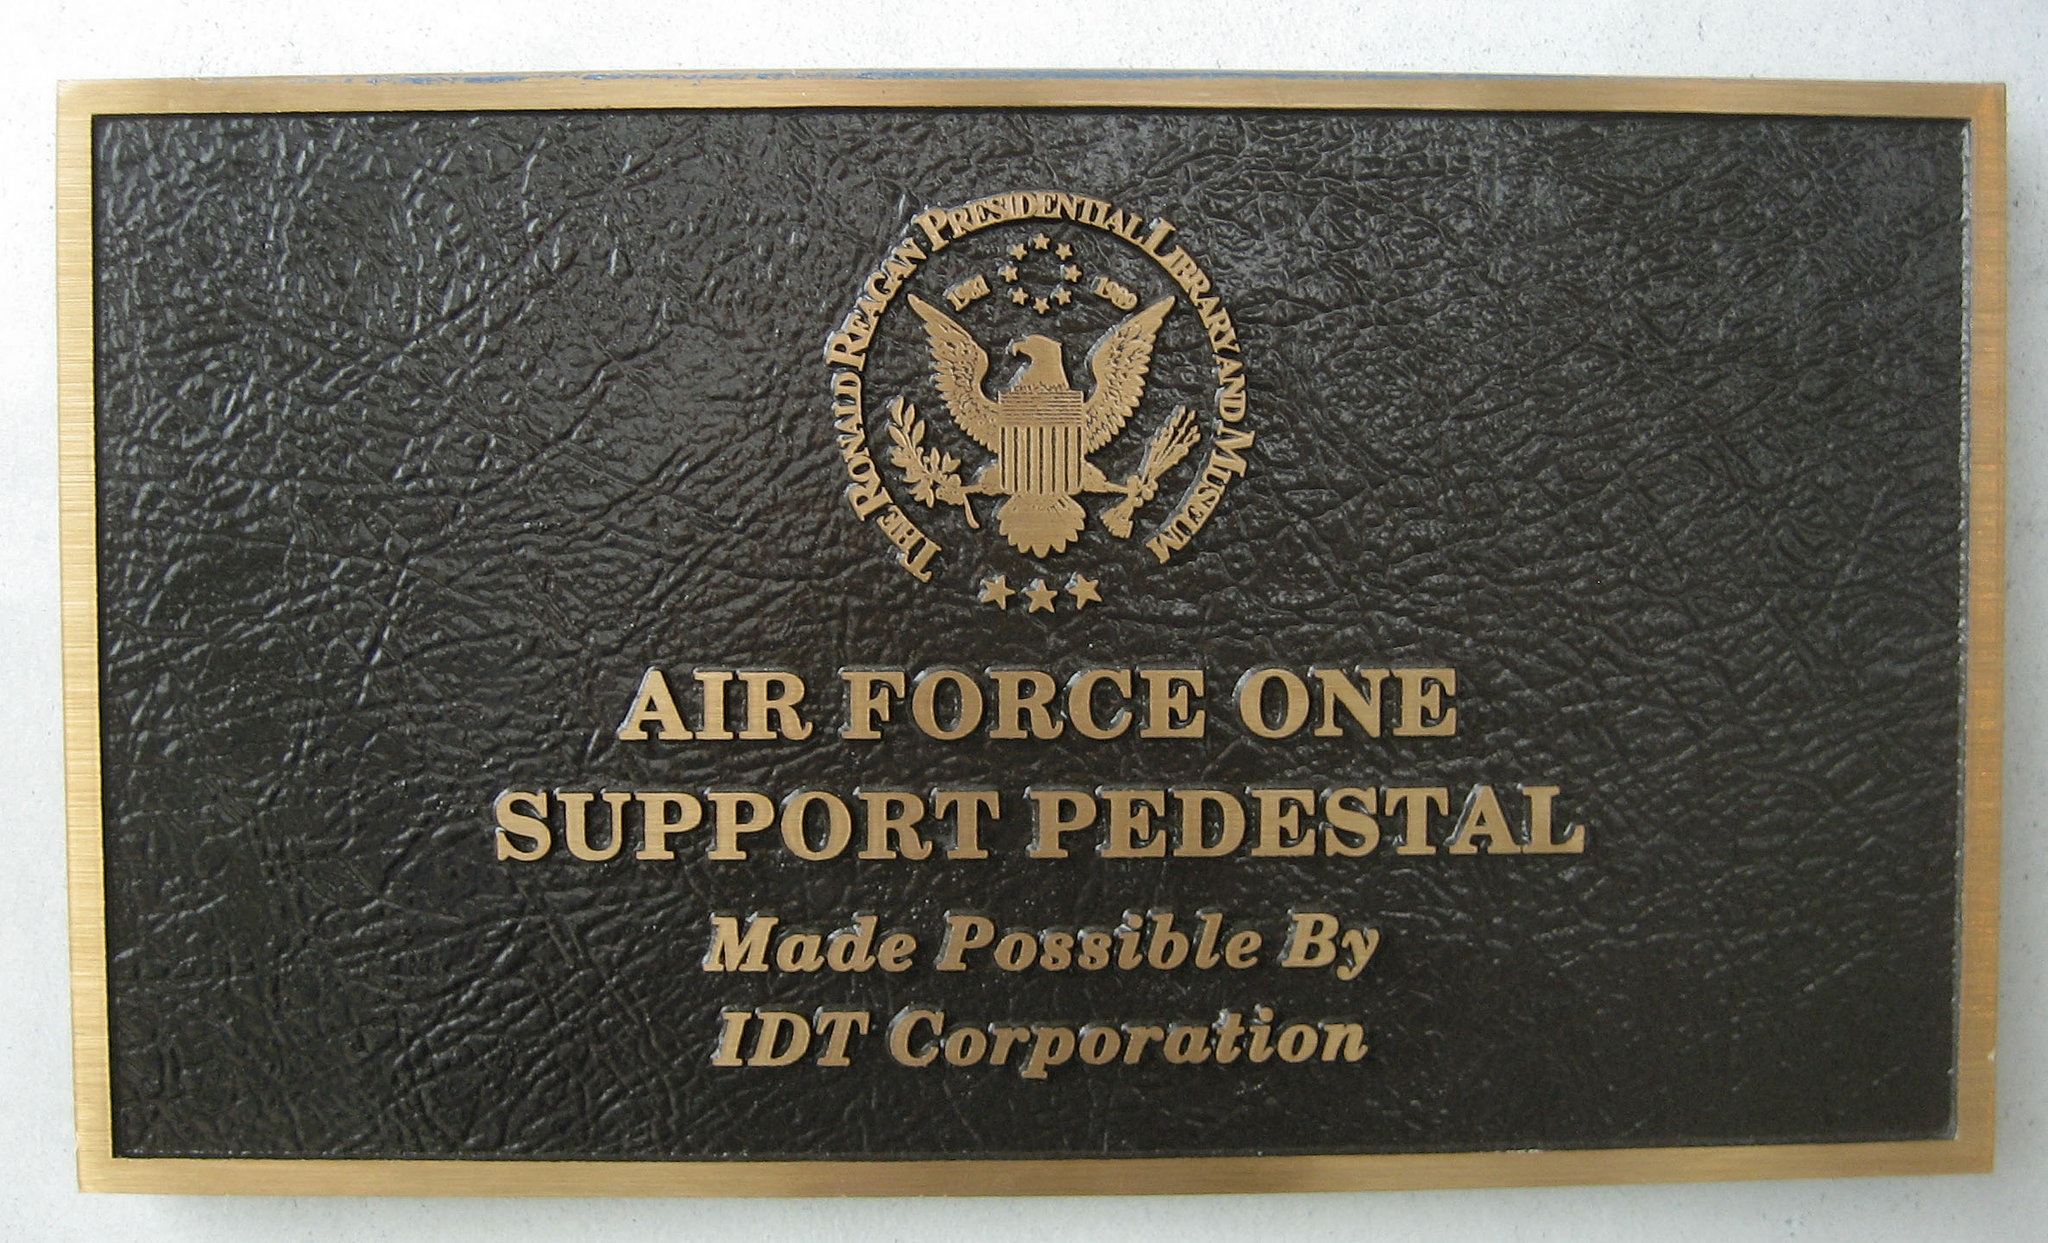 THE RONALD REAGAN PRESIDENTIAL LIBRARY AND MUSEUM
1981 1989
AIR FORCE ONE
SUPPORT PEDESTAL
Made Possible By
IDT Corporation